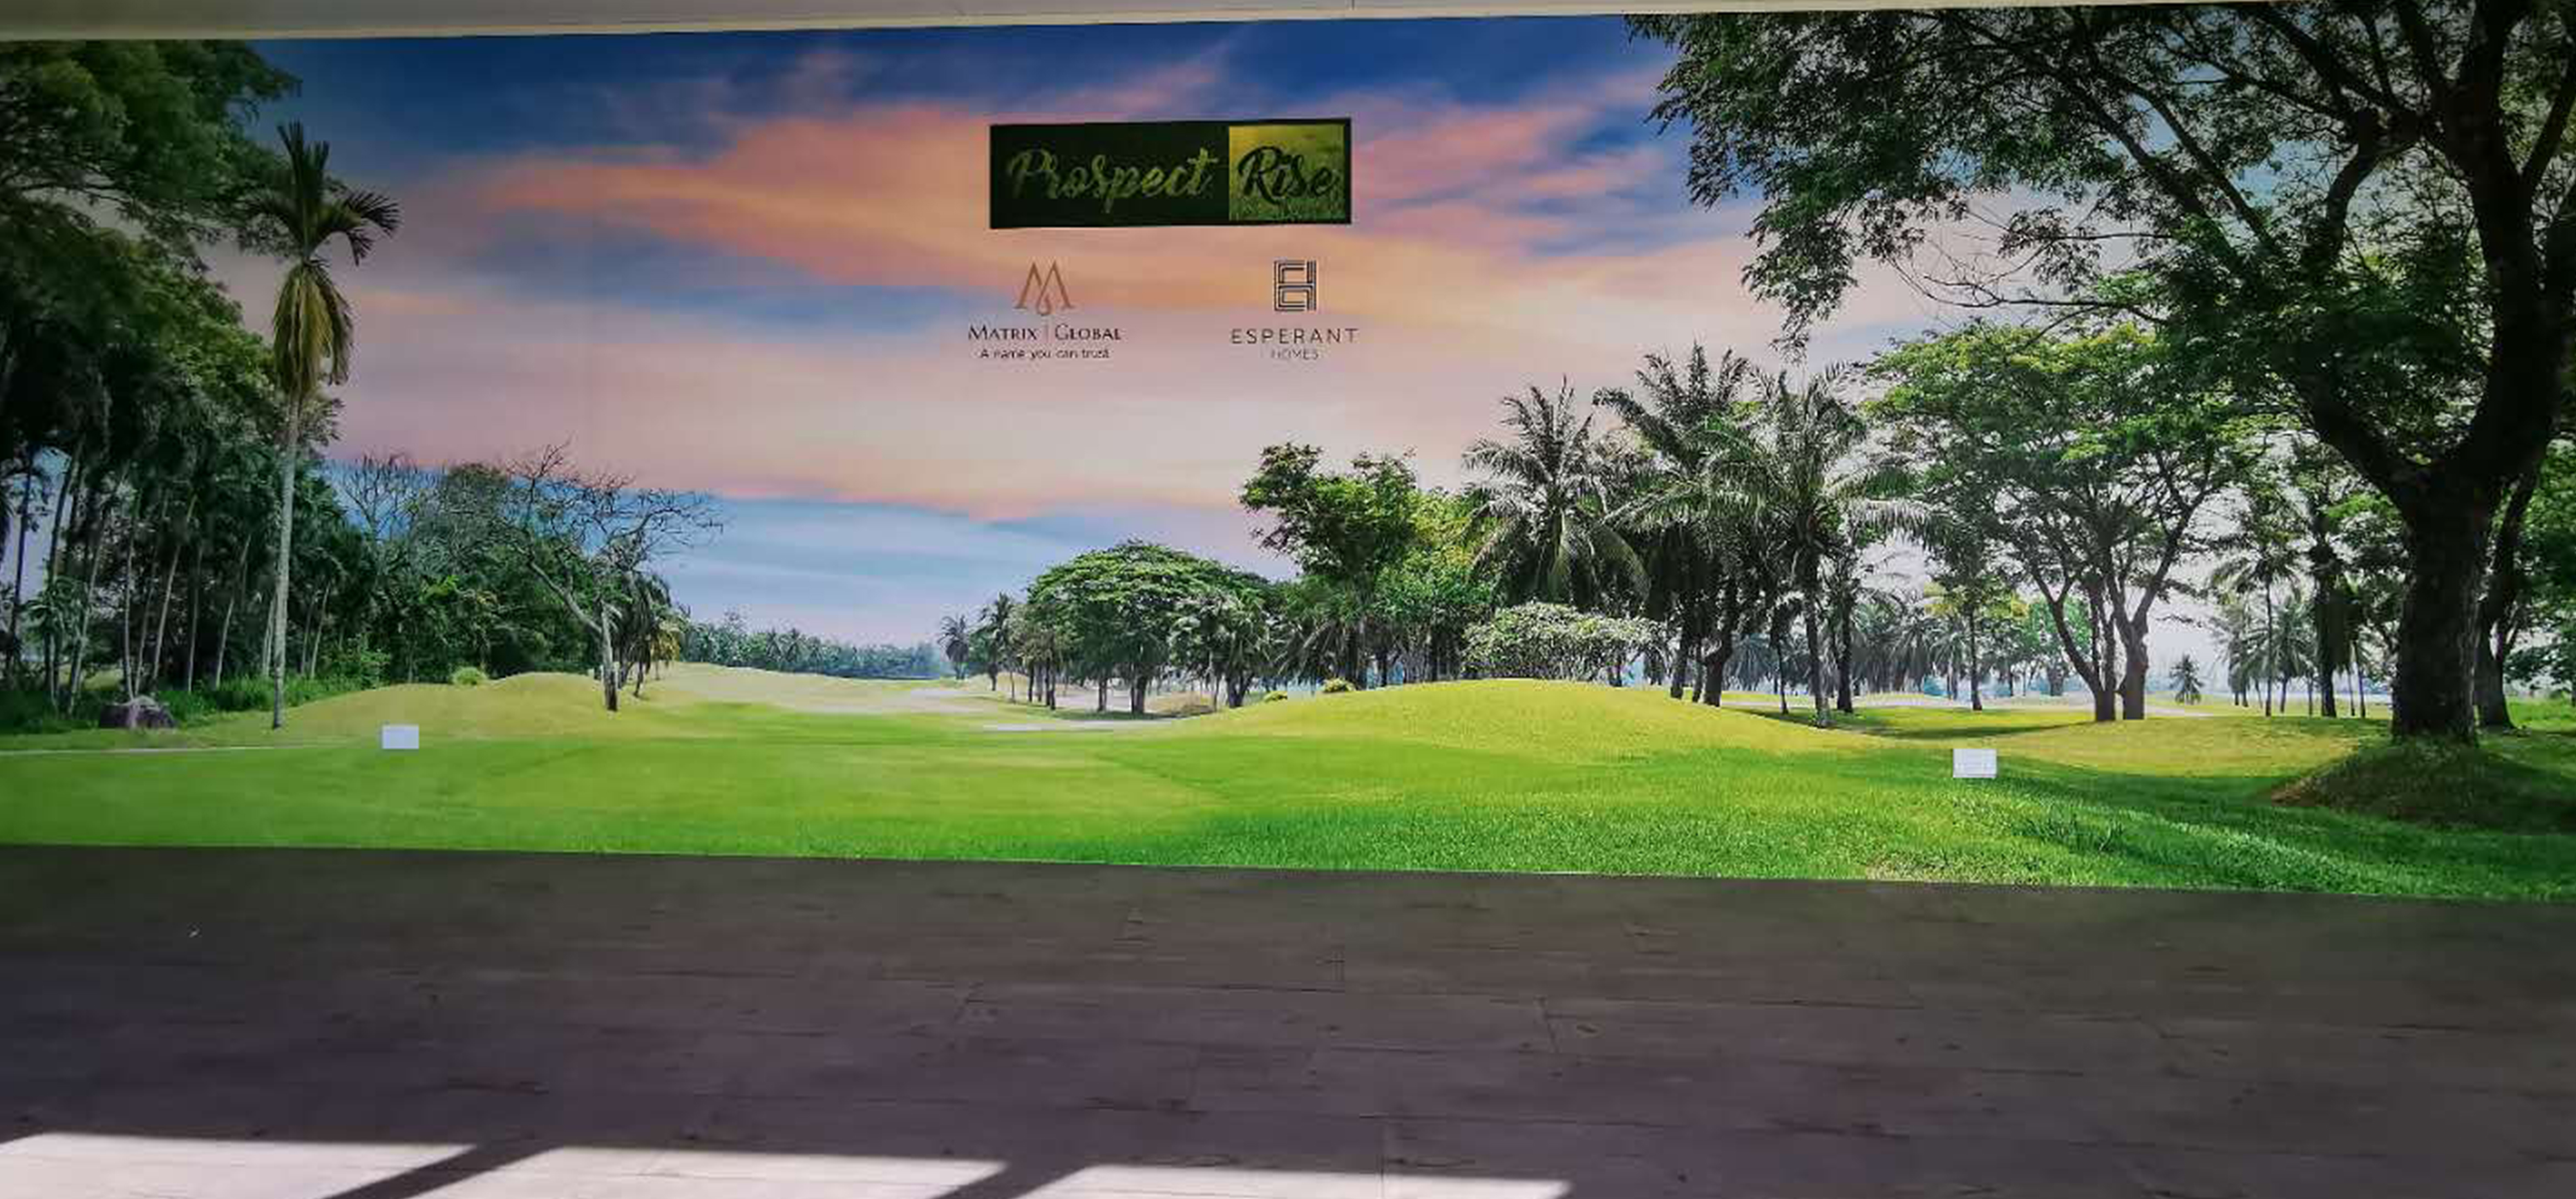 Prospect Rise
MATRIX | GLOBAL
A name you can trust
ESPERANT
HOMES